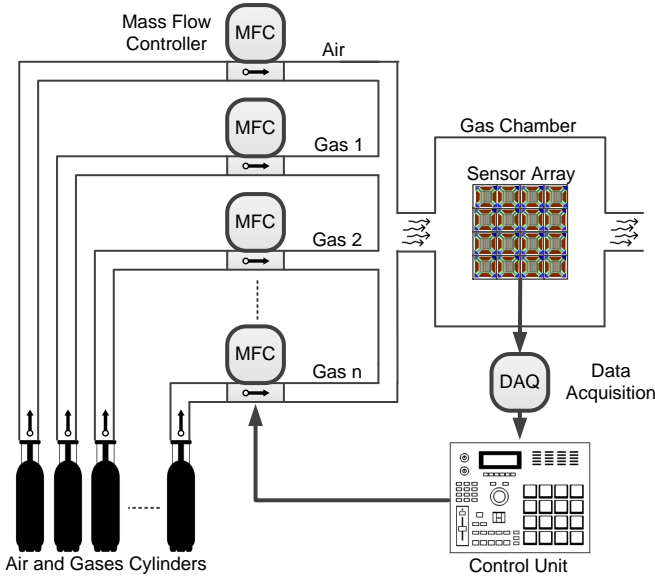 Mass Flow
Controller
MFC
Air
MFC
Gas 1
MFC
Gas 2
MFC
Gas n
Gas Chamber
Sensor Array
DAQ
Data
Acquisition
Air and Gases Cylinders
Control Unit